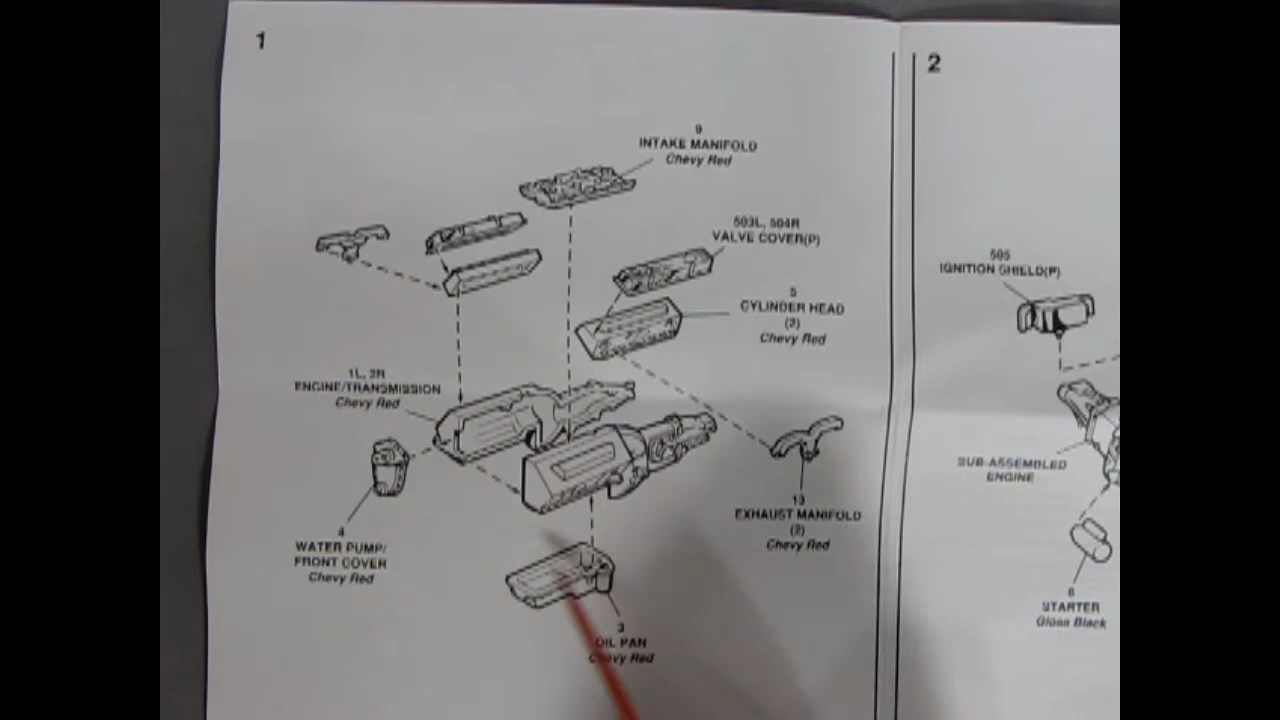 1
9
INTAKE MANIFOLD
Chevy Red
503L, 504R
VALVE COVER(P)
5
CYLINDER HEAD
(2)
Chevy Red
1L, 2R
ENGINE/TRANSMISSION
Chevy Red
4
WATER PUMP/
FRONT COVER
Chevy Red
13
EXHAUST MANIFOLD
(2)
Chevy Red
3
OIL PAN
Chevy Red
2
505
IGNITION SHIELD(P)
SUB-ASSEMBLED
ENGINE
6
STARTER
Gloss Black